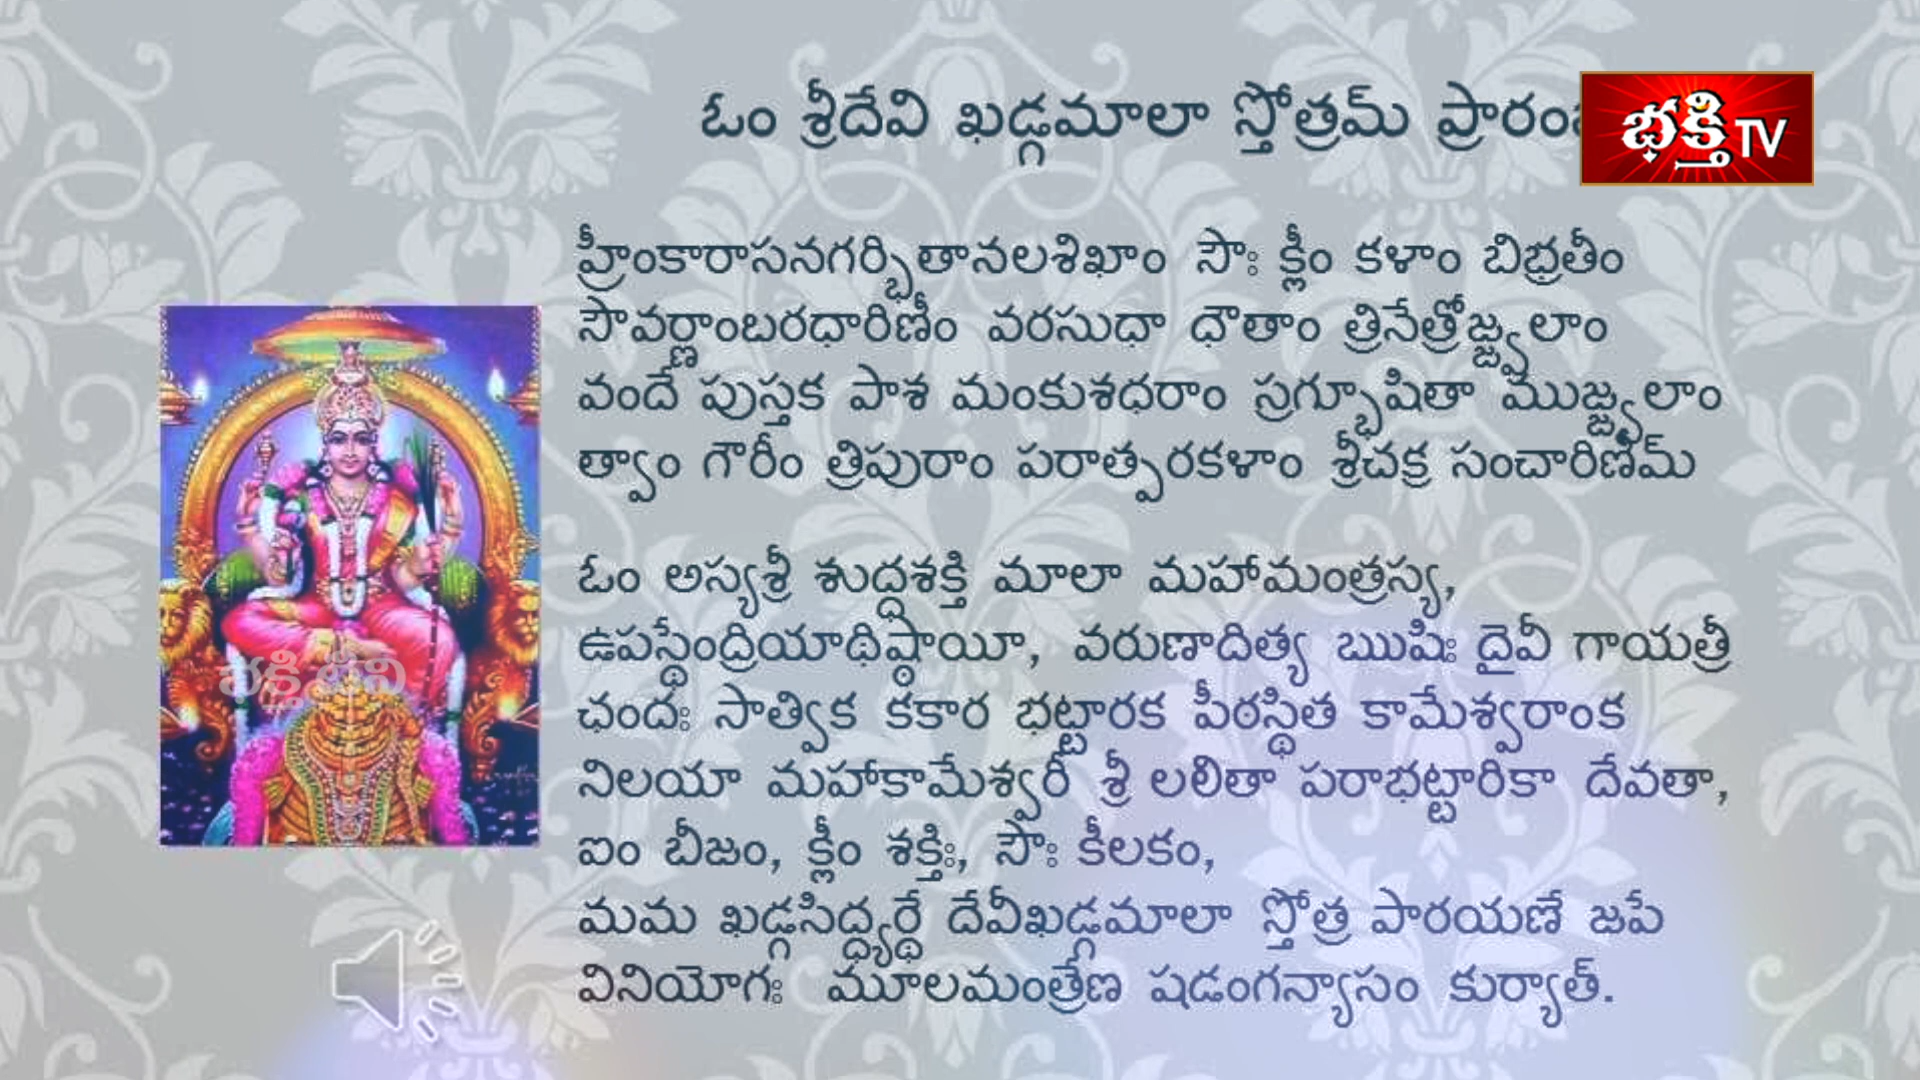 ఓం శ్రీదేవి ఖడ్గమాలా స్తోత్రమ్
భక్తి TV
హ్రీంకారాసనగర్భితానలశిఖాం సౌః క్లీం కళాం బిభ్రతీం
సౌవర్ణాంబరధారిణీం వరసుధా ధౌతాం త్రినేత్రోజ్జ్వలాం
వందే పుస్తక పాశ మంకుశధరాం స్రగ్భూషితా ముజ్జ్వలాం
త్వాం గౌరీం త్రిపురాం పరాత్పరకళాం శ్రీచక్ర సంచారిణీమ్
ఓం అస్యశ్రీ శుద్ధశక్తి మాలా మహామంత్రస్య,
ఉపస్థేంద్రియాధిష్ఠాయీ, వరుణాదిత్య ఋషిః దైవీ గాయత్రీ
ఛందః సాత్విక కకార భట్టారక పీఠస్థిత కామేశ్వరాంక
నిలయా మహాకామేశ్వరీ శ్రీ లలితా పరాభట్టారికా దేవతా,
ఐం బీజం, క్లీం శక్తిః, సౌః కీలకం,
మమ ఖడ్గసిద్ధ్యర్థే దేవీఖడ్గమాలా స్తోత్ర పారయణే జపే
వినియోగః మూలమంత్రేణ షడంగన్యాసం కుర్యాత్.
భక్తి టీవి